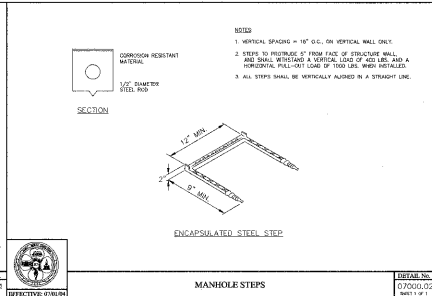 NOTES
1. VERTICAL SPACING = 16" O.C., ON VERTICAL WALL ONLY.
2. STEPS TO PROTRUDE 5" FROM FACE OF STRUCTURE WALL,
AND SHALL WITHSTAND A VERTICAL LOAD OF 400 LBS. AND A
HORIZONTAL PULL-OUT LOAD OF 1000 LBS. WHEN INSTALLED.
3. ALL STEPS SHALL BE VERTICALLY ALIGNED IN A STRAIGHT LINE.
CORROSION RESISTANT
MATERIAL
1/2" DIAMETER
STEEL ROD
SECTION
12" MIN.
2"
9" MIN.
ENCAPSULATED STEEL STEP
EFFECTIVE: 07/01/04
MANHOLE STEPS
DETAIL No.
07000.02
SHEET 1 OF 1